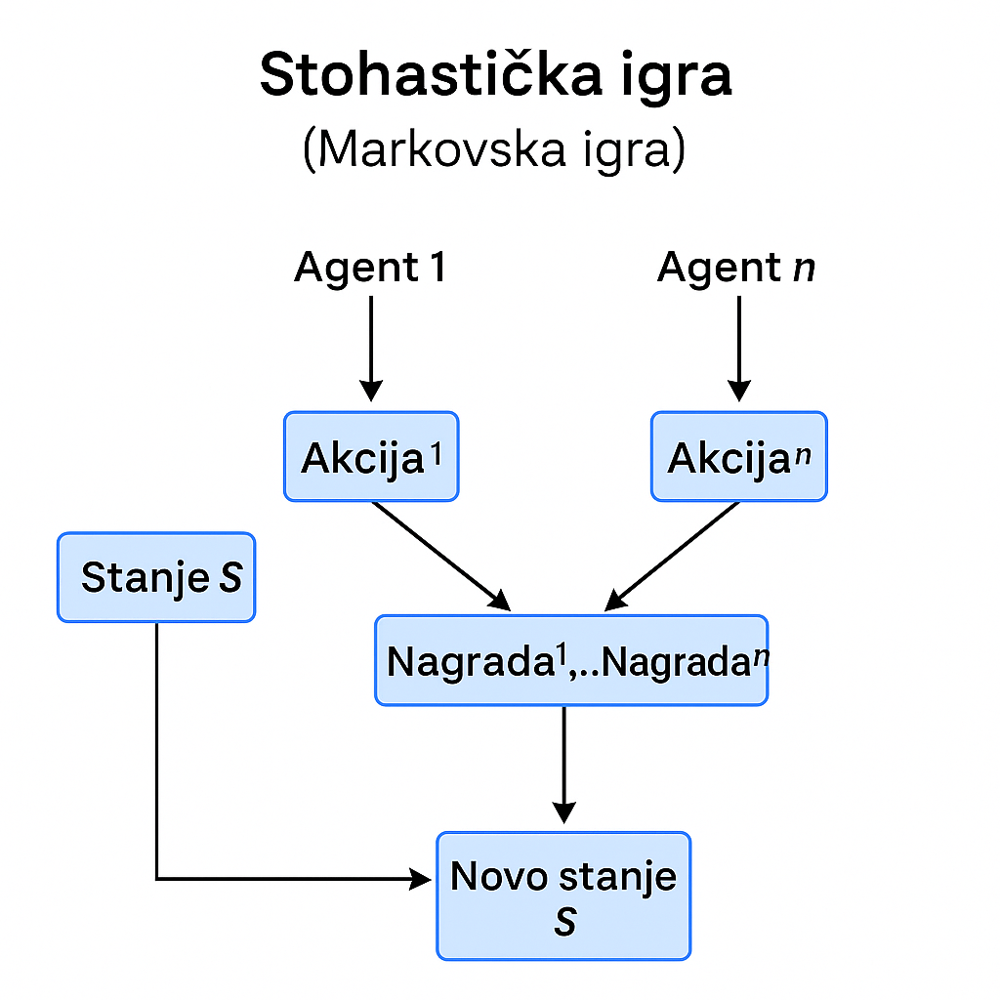 Stohastička igra
(Markovska igra)
Agent 1
Agent n
Akcija¹
Akcijaⁿ
Stanje S
Nagrada¹,..Nagradaⁿ
Novo stanje
S